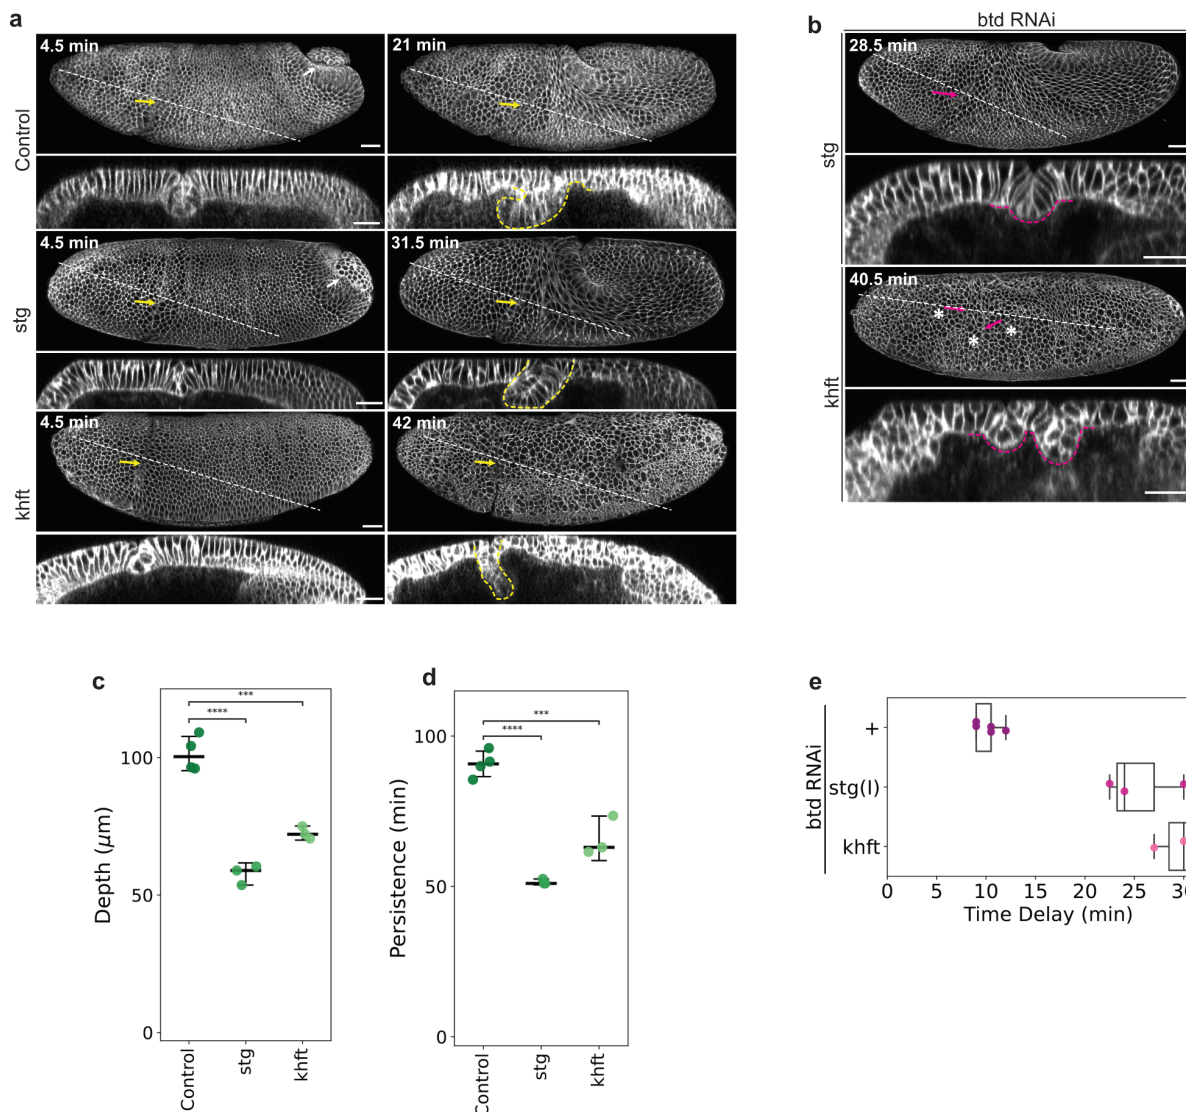 a
Control
4.5 min
21 min
stg
4.5 min
31.5 min
khft
4.5 min
42 min
b
btd RNAi
stg
28.5 min
khft
40.5 min
*
*
*
c
Depth (μm)
100
50
0
***
****
Control
stg
khft
d
Persistence (min)
100
50
0
***
****
Control
stg
khft
e
btd RNAi
+
stg(I)
khft
0 5 10 15 20 25 30
Time Delay (min)